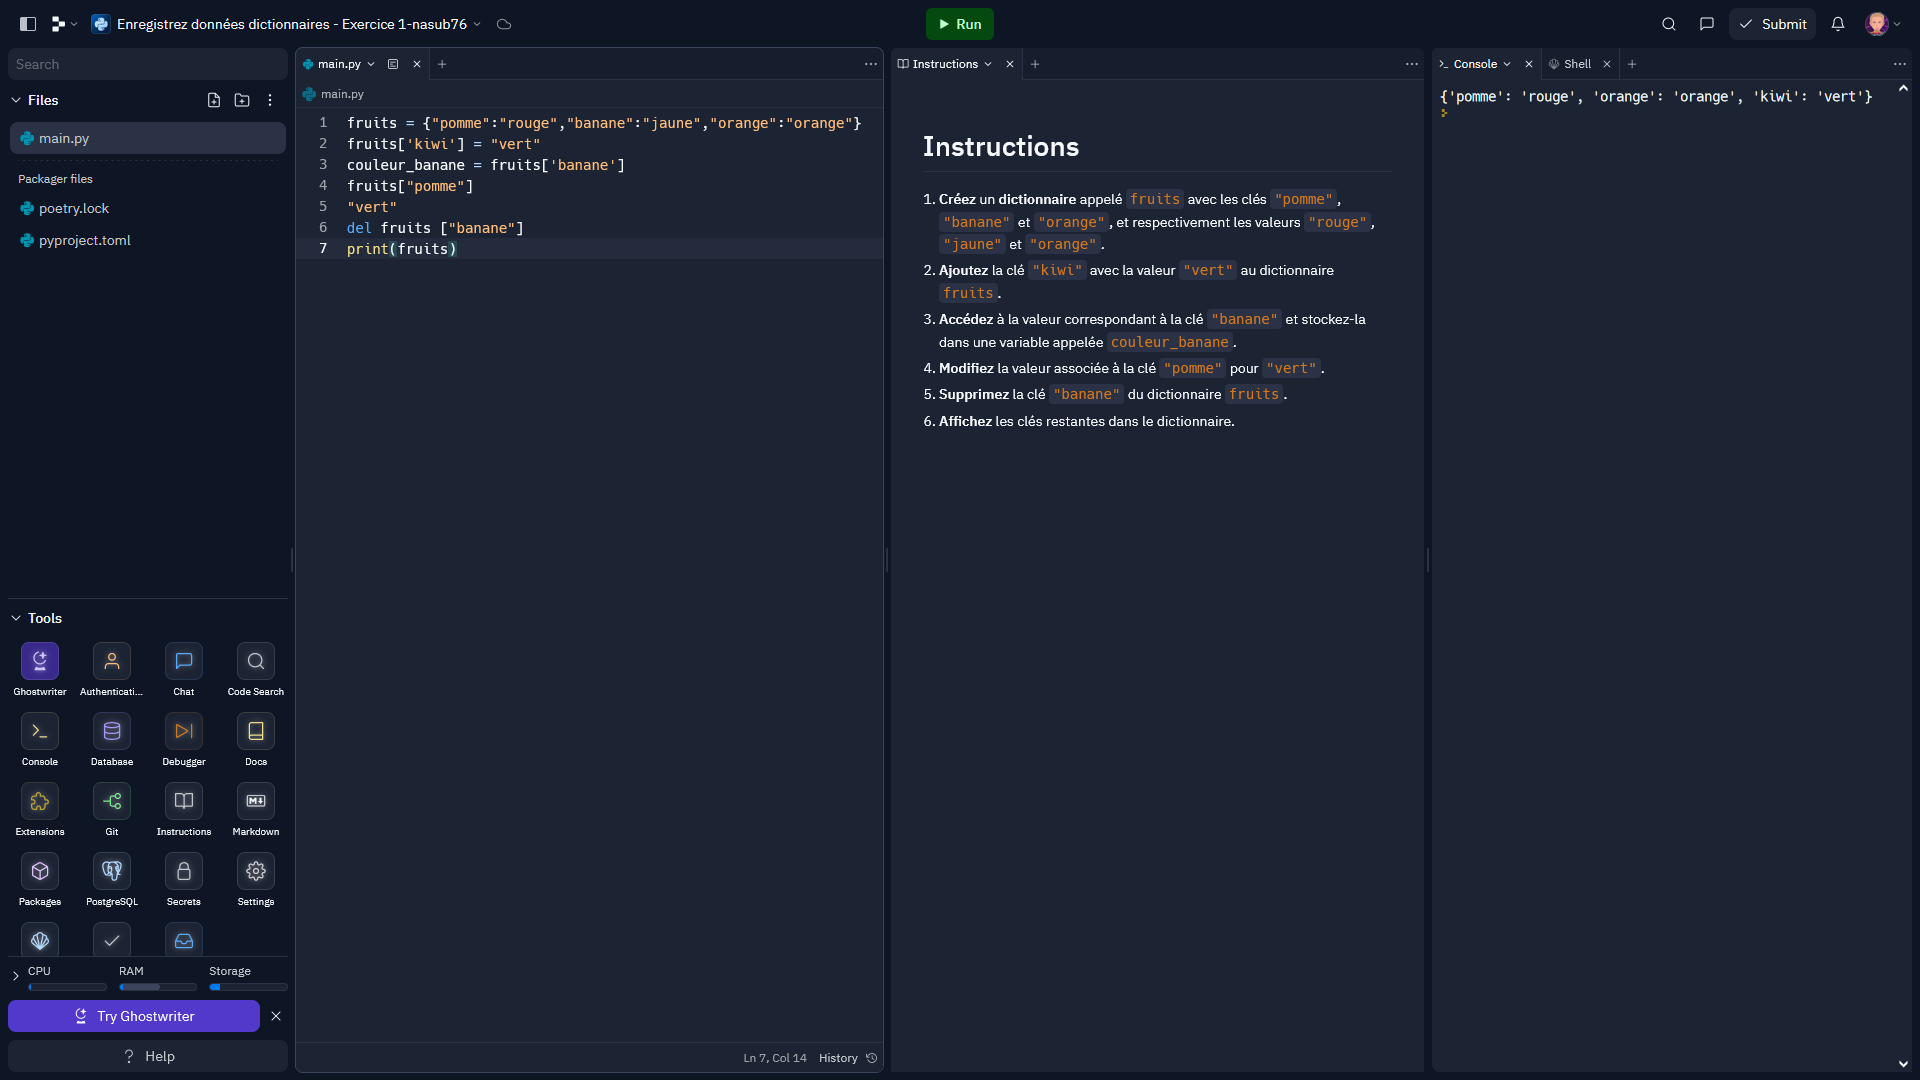 Enregistrez données dictionnaires - Exercice 1-nasub76
Run
Submit
Search
Files
main.py
Packager files
poetry.lock
pyproject.toml
Tools
Ghostwriter
Authenticati...
Chat
Code Search
Console
Database
Debugger
Docs
Extensions
Git
Instructions
Markdown
Packages
PostgreSQL
Secrets
Settings
CPU
RAM
Storage
Try Ghostwriter
Help
main.py
main.py
1 fruits = {"pomme":"rouge","banane":"jaune","orange":"orange"}
2 fruits['kiwi'] = "vert"
3 couleur_banane = fruits['banane']
4 fruits["pomme"]
5 "vert"
6 del fruits ["banane"]
7 print(fruits)
Ln 7, Col 14
History
Instructions
Instructions
1. Créez un dictionnaire appelé fruits avec les clés "pomme",
"banane" et "orange", et respectivement les valeurs "rouge",
"jaune" et "orange".
2. Ajoutez la clé "kiwi" avec la valeur "vert" au dictionnaire
fruits.
3. Accédez à la valeur correspondant à la clé "banane" et stockez-la
dans une variable appelée couleur_banane.
4. Modifiez la valeur associée à la clé "pomme" pour "vert".
5. Supprimez la clé "banane" du dictionnaire fruits.
6. Affichez les clés restantes dans le dictionnaire.
Console
Shell
{'pomme': 'rouge', 'orange': 'orange', 'kiwi': 'vert'}